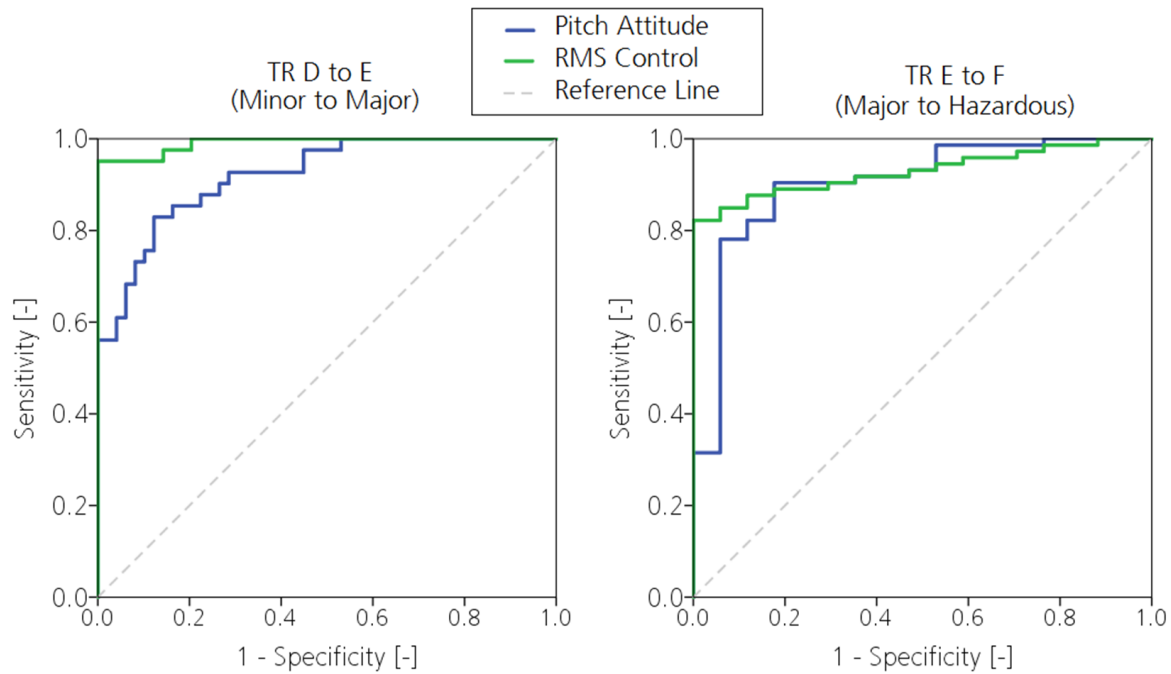 Pitch Attitude
RMS Control
Reference Line
TR D to E
(Minor to Major)
TR E to F
(Major to Hazardous)
1.0
0.8
0.6
0.4
0.2
0.0
Sensitivity [-]
0.0 0.2 0.4 0.6 0.8 1.0
1 - Specificity [-]
1.0
0.8
0.6
0.4
0.2
0.0
Sensitivity [-]
0.0 0.2 0.4 0.6 0.8 1.0
1 - Specificity [-]